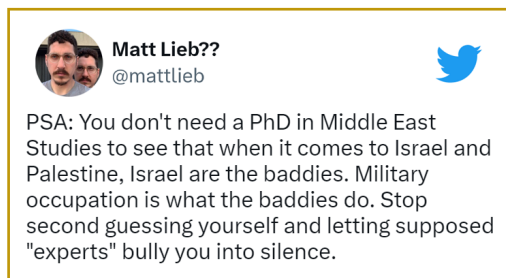 Matt Lieb??
@mattlieb
PSA: You don't need a PhD in Middle East
Studies to see that when it comes to Israel and
Palestine, Israel are the baddies. Military
occupation is what the baddies do. Stop
second guessing yourself and letting supposed
"experts" bully you into silence.